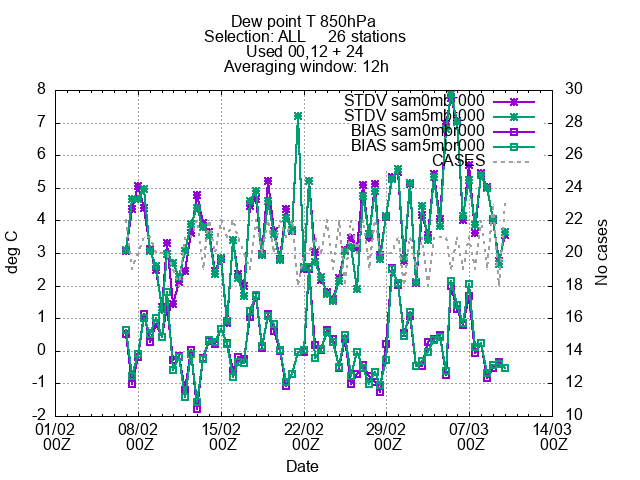 Dew point T 850hPa
Selection: ALL     26 stations
Used 00,12 + 24
Averaging window: 12h
STDV sam0mbr000
STDV sam5mbr000
BIAS sam0mbr000
BIAS sam5mbr000
CASES
8
7
6
5
4
3
2
1
0
-1
-2
deg C
30
28
26
24
22
20
18
16
14
12
10
No cases
01/02 08/02 15/02 22/02 29/02 07/03 14/03
00Z 00Z 00Z 00Z 00Z 00Z 00Z
Date